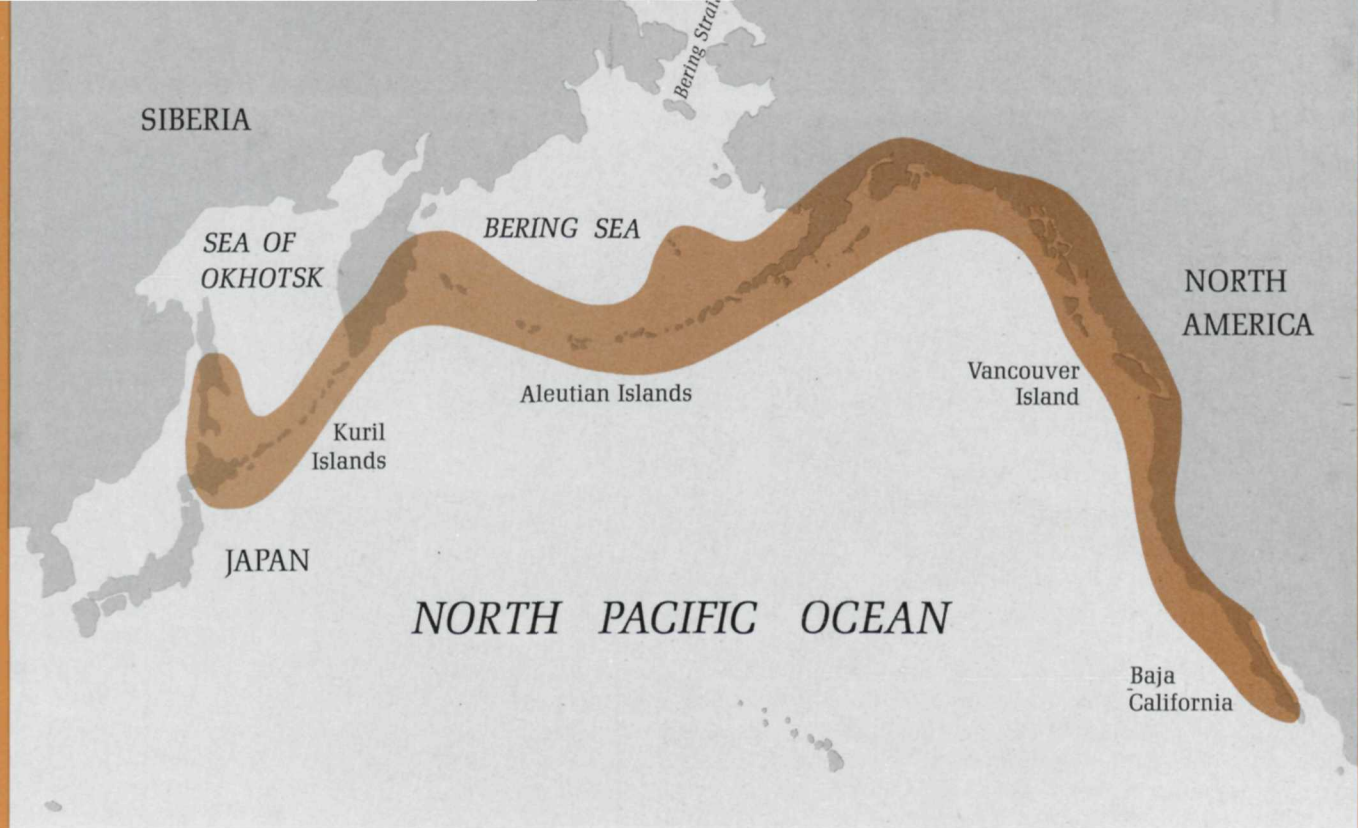 Bering Strait
SIBERIA
SEA OF
OKHOTSK
BERING SEA
NORTH
AMERICA
Vancouver
Island
Aleutian Islands
Kuril
Islands
JAPAN
NORTH PACIFIC OCEAN
Baja
California